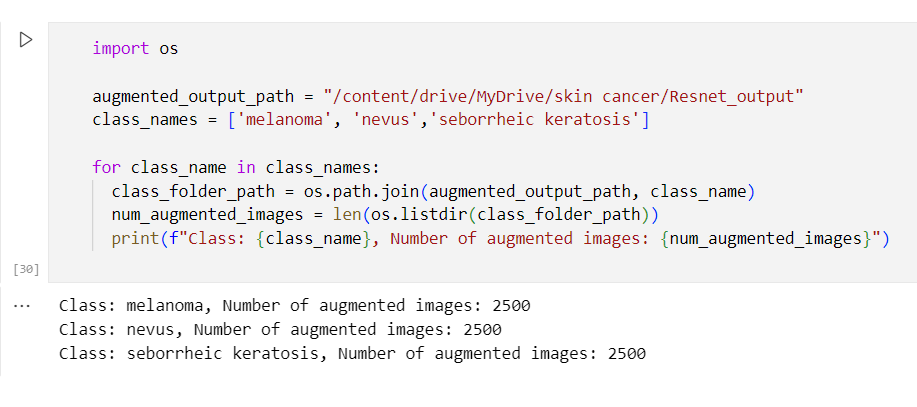 import os
augmented_output_path = "/content/drive/MyDrive/skin cancer/Resnet_output"
class_names = ['melanoma', 'nevus','seborrheic keratosis']
for class_name in class_names:
  class_folder_path = os.path.join(augmented_output_path, class_name)
  num_augmented_images = len(os.listdir(class_folder_path))
  print(f"Class: {class_name}, Number of augmented images: {num_augmented_images}")
[30]
... Class: melanoma, Number of augmented images: 2500
Class: nevus, Number of augmented images: 2500
Class: seborrheic keratosis, Number of augmented images: 2500